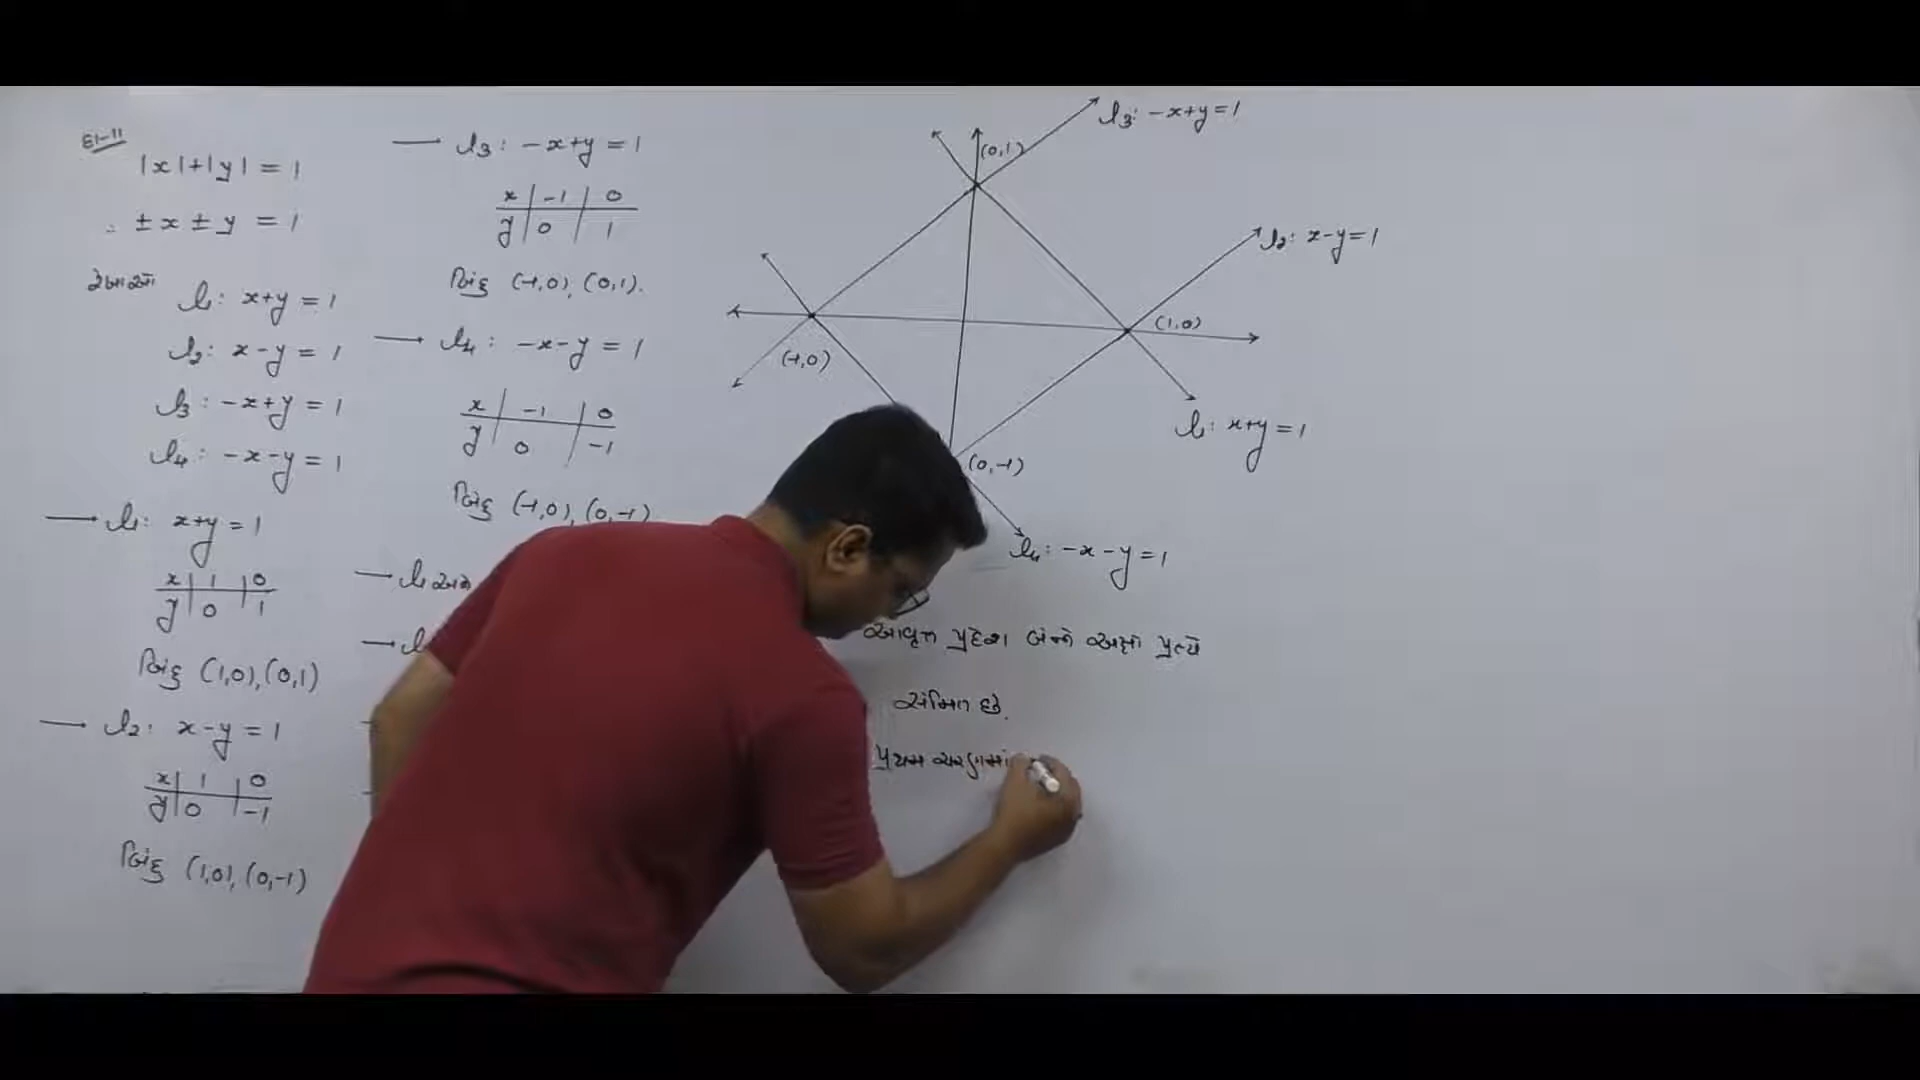 દા-11
|x|+|y| = 1
∴ ±x ± y = 1
રેખાઓ l₁: x+y = 1
l₂: x-y = 1
l₃: -x+y = 1
l₄: -x-y = 1
→ l₁: x+y = 1
x | 1 | 0
y | 0 | 1
બિંદુ (1,0), (0,1)
→ l₂: x-y = 1
x | 1 | 0
y | 0 | -1
બિંદુ (1,0), (0,-1)
→ l₃: -x+y = 1
x | -1 | 0
y | 0 | 1
બિંદુ (-1,0), (0,1).
→ l₄: -x-y = 1
x | -1 | 0
y | 0 | -1
બિંદુ (-1,0), (0,-1)
→ l₁
→ l
l₃: -x+y=1
(0,1)
l₂: x-y=1
(1,0)
(-1,0)
l₁: x+y=1
(0,-1)
l₄: -x-y=1
આવૃત્ત પ્રદેશ બંને અક્ષો પ્રત્યે
સંમિત છે.
પ્રથમ ચરણમાં